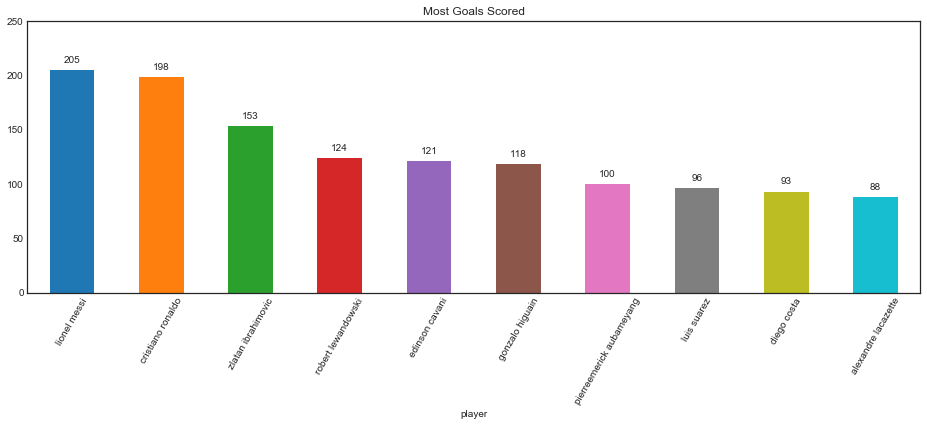 Most Goals Scored
250
200
150
100
50
0
205
198
153
124
121
118
100
96
93
88
lionel messi
cristiano ronaldo
zlatan ibrahimovic
robert lewandowski
edinson cavani
gonzalo higuain
pierreemerick aubameyang
luis suarez
diego costa
alexandre lacazette
player